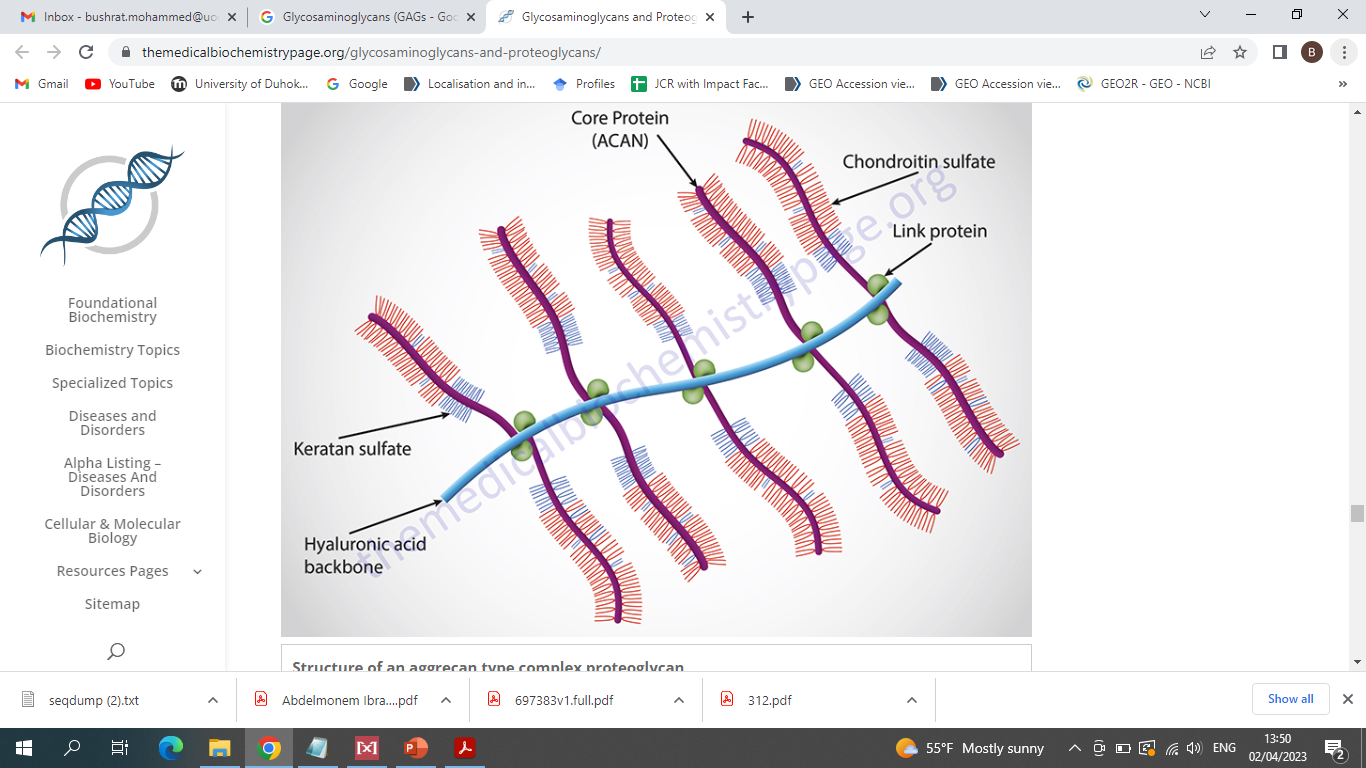 Inbox - bushrat.mohammed@uo
Glycosaminoglycans (GAGs - Goo
Glycosaminoglycans and Proteog
themedicalbiochemistrypage.org/glycosaminoglycans-and-proteoglycans/
B
Gmail
YouTube
University of Duhok...
Google
Localisation and in...
Profiles
JCR with Impact Fac...
GEO Accession vie...
GEO Accession vie...
GEO2R - GEO - NCBI
»
Foundational
Biochemistry
Biochemistry Topics
Specialized Topics
Diseases and
Disorders
Alpha Listing –
Diseases And
Disorders
Cellular & Molecular
Biology
Resources Pages
Sitemap
Core Protein
(ACAN)
Chondroitin sulfate
Link protein
Keratan sulfate
Hyaluronic acid
backbone
themedicalbiochemistrypage.org
Structure of an aggrecan type complex proteoglycan
seqdump (2).txt
Abdelmonem Ibra....pdf
697383v1.full.pdf
312.pdf
Show all
55°F Mostly sunny
ENG
13:50
02/04/2023
2